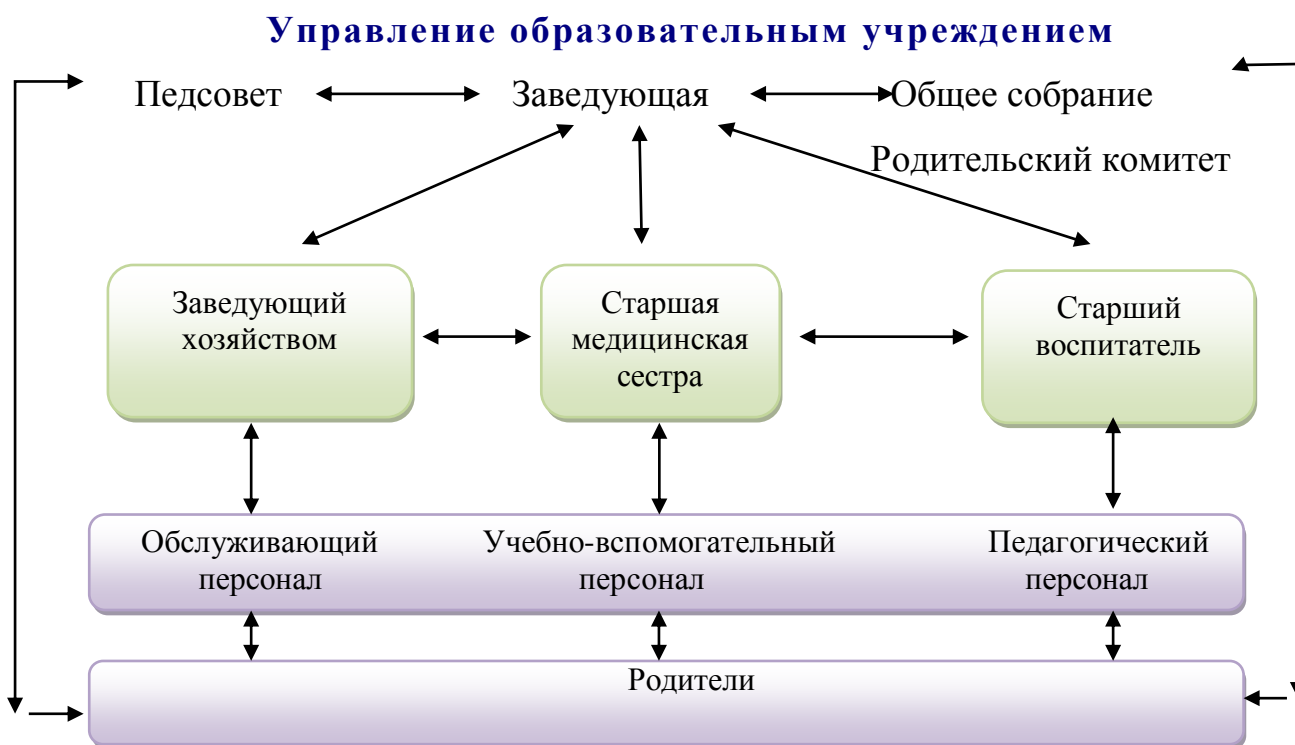 Управление образовательным учреждением
Педсовет Заведующая Общее собрание
Родительский комитет
Заведующий
хозяйством
Старшая
медицинская
сестра
Старший
воспитатель
Обслуживающий
персонал
Учебно-вспомогательный
персонал
Педагогический
персонал
Родители